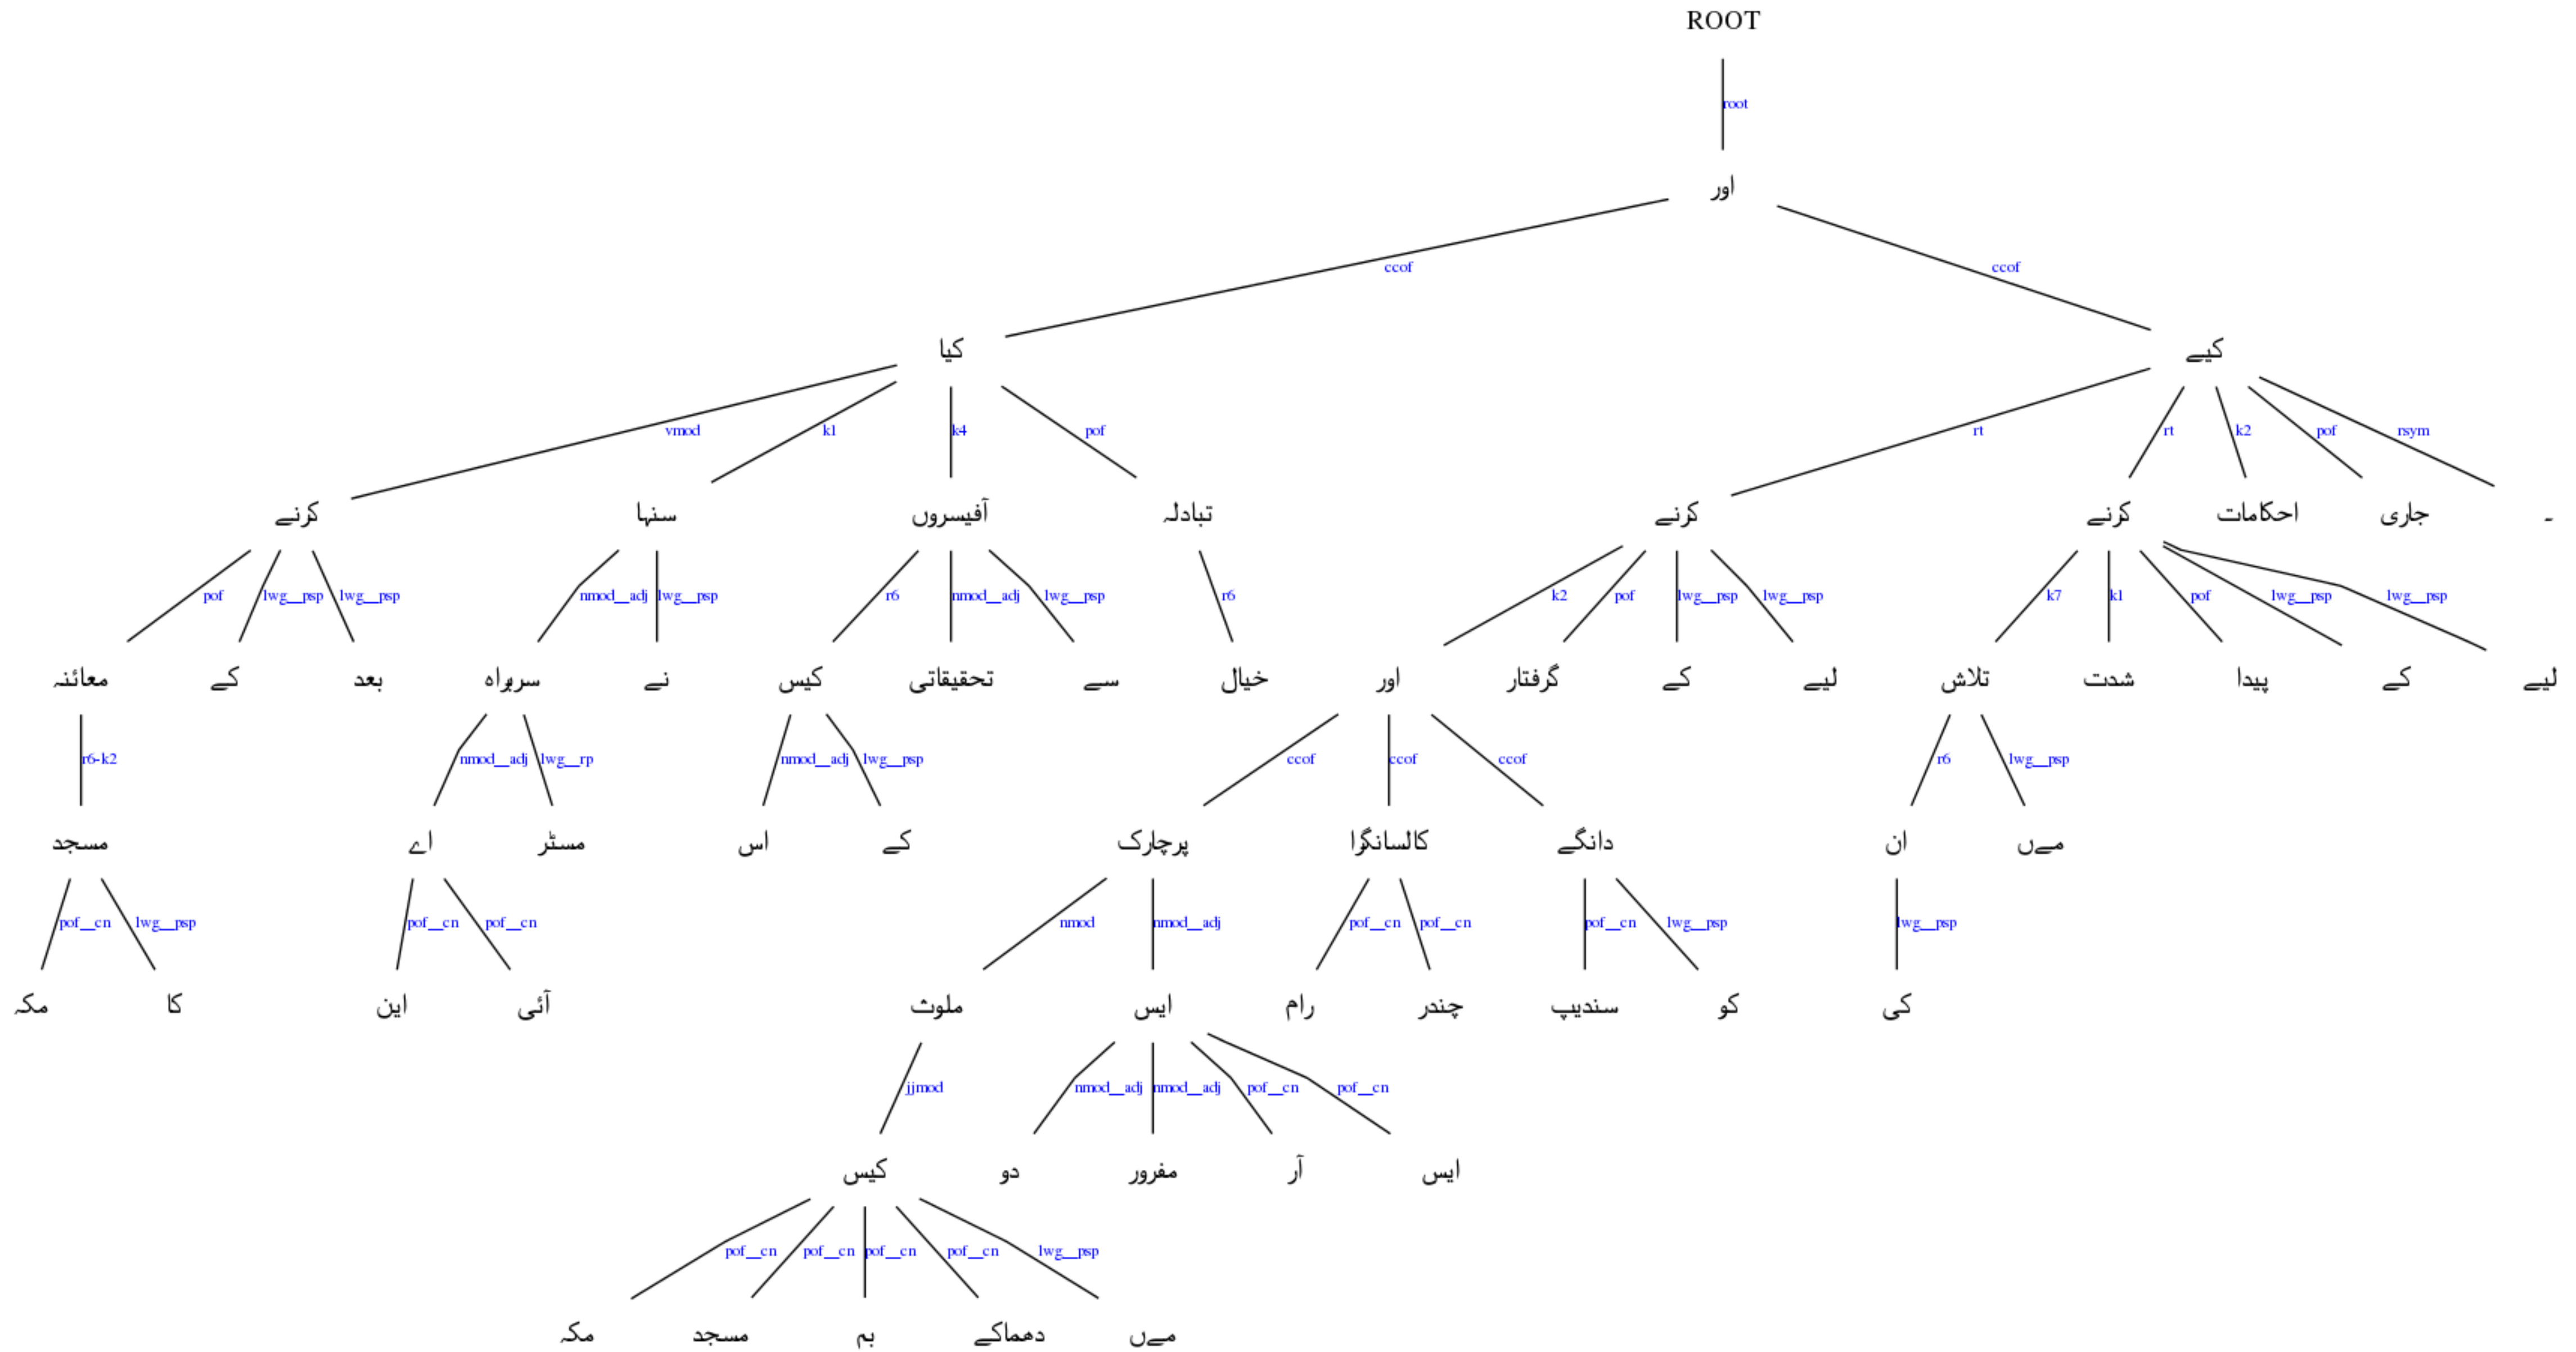 ROOT
root
اور
ccof ccof
کیا کیے
vmod k1 k4 pof rt rt k2 pof rsym
کرنے سنہا آفیسروں تبادلہ کرنے کرنے احکامات جاری ۔
pof lwg__psp lwg__psp nmod__adj lwg__psp r6 nmod__adj lwg__psp r6 k2 pof lwg__psp lwg__psp k7 k1 pof lwg__psp lwg__psp
معائنہ کے بعد سربراہ نے کیس تحقیقاتی سے خیال اور گرفتار کے لیے تلاش شدت پیدا کے لیے
r6-k2 nmod__adj lwg__rp nmod__adj lwg__psp ccof ccof ccof r6 lwg__psp
مسجد اے مسٹر اس کے پرچارک کالسانگرا دانگے ان مےں
pof__cn lwg__psp pof__cn pof__cn nmod nmod__adj pof__cn pof__cn pof__cn lwg__psp lwg__psp
مکہ کا این آئی ملوث ایس رام چندر سندیپ کو کی
jjmod nmod__adj nmod__adj pof__cn pof__cn
کیس دو مفرور آر ایس
pof__cn pof__cn pof__cn pof__cn lwg__psp
مکہ مسجد بم دھماکے مےں